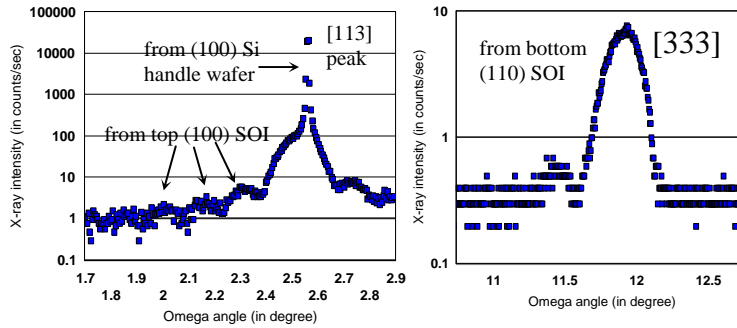 X-ray intensity (in counts/sec)
100000
10000
1000
100
10
1
0.1
from (100) Si
handle wafer
[113]
peak
from top (100) SOI
1.7 1.9 2.1 2.3 2.5 2.7 2.9
1.8 2 2.2 2.4 2.6 2.8
Omega angle (in degree)
X-ray intensity (in counts/sec)
10
1
0.1
from bottom
(110) SOI
[333]
11 11.5 12 12.5
Omega angle (in degree)